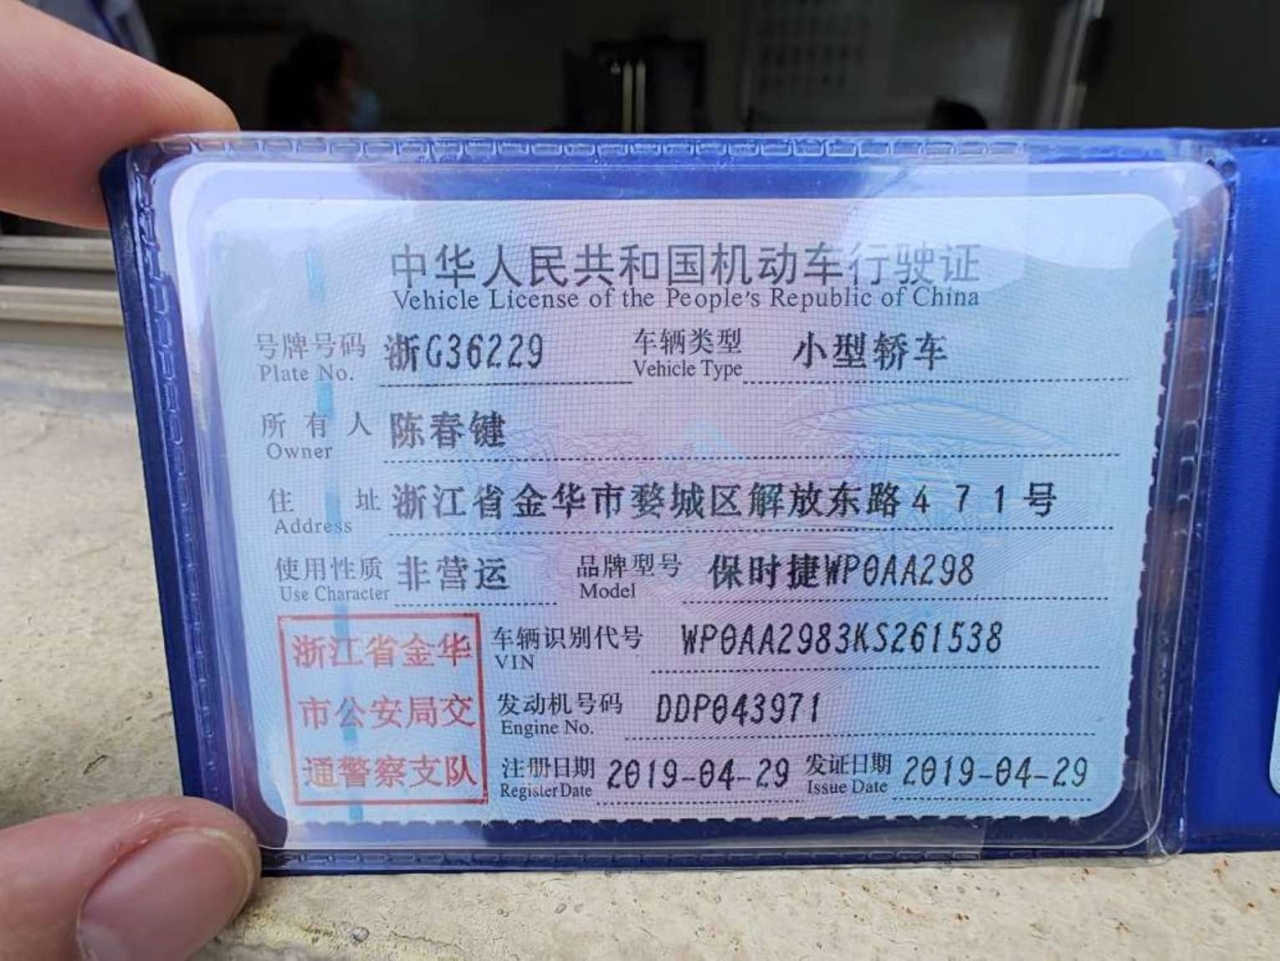 中华人民共和国机动车行驶证
Vehicle License of the People's Republic of China
号牌号码 浙G36229 车辆类型 小型轿车
Plate No. Vehicle Type
所有人 陈春键
Owner
住址 浙江省金华市婺城区解放东路471号
Address
使用性质 非营运 品牌型号 保时捷WP0AA298
Use Character Model
浙江省金华
市公安局交
通警察支队
车辆识别代号 WP0AA2983KS261538
VIN
发动机号码 DDP043971
Engine No.
注册日期 2019-04-29 发证日期 2019-04-29
Register Date Issue Date